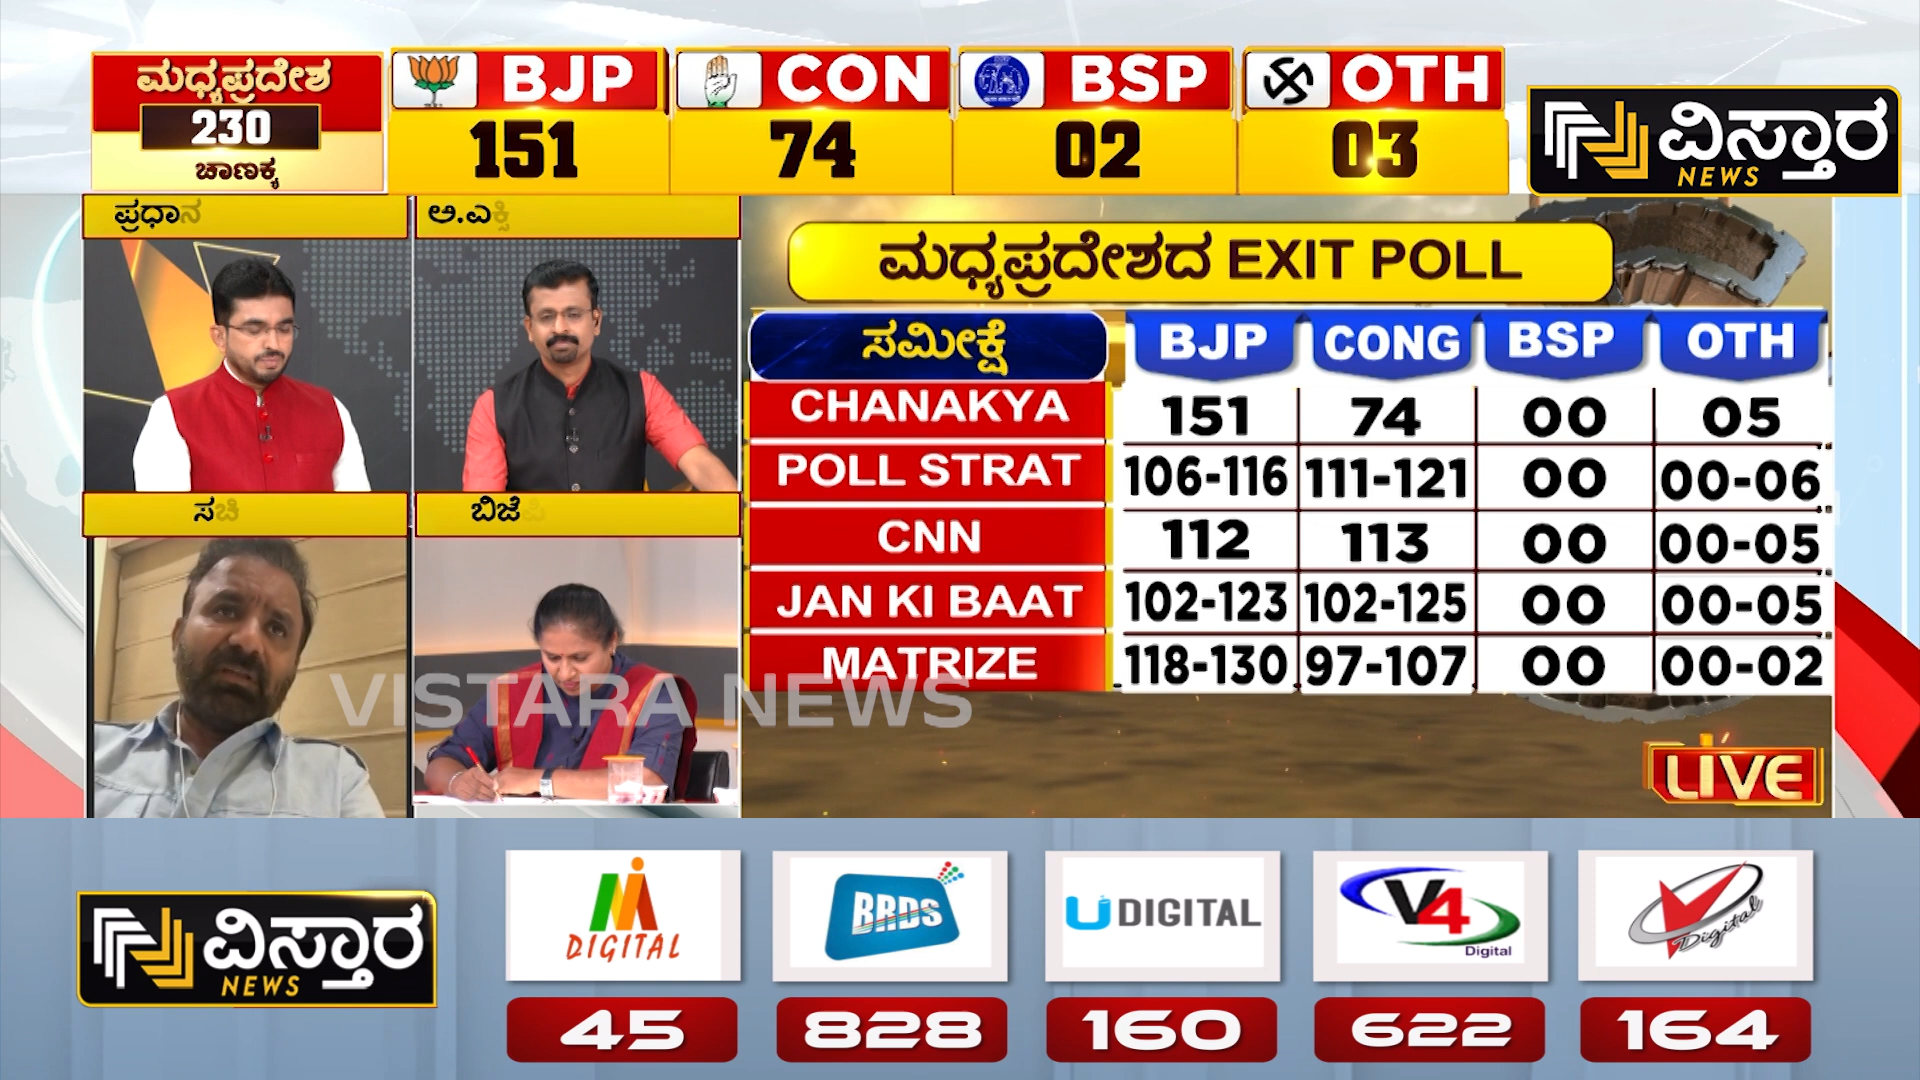 ಮಧ್ಯಪ್ರದೇಶ
230
ಚಾಣಕ್ಯ
BJP CON BSP OTH
151 74 02 03
ವಿಸ್ತಾರ
NEWS
ಪ್ರಧಾನ
ಅ.ಎಕ್ಸಿ
ಮಧ್ಯಪ್ರದೇಶದ EXIT POLL
ಸಮೀಕ್ಷೆ BJP CONG BSP OTH
CHANAKYA 151 74 00 05
POLL STRAT 106-116 111-121 00 00-06
CNN 112 113 00 00-05
JAN KI BAAT 102-123 102-125 00 00-05
MATRIZE 118-130 97-107 00 00-02
ಸಚಿ
ಬಿಜೆಪಿ
VISTARA NEWS
LIVE
ವಿಸ್ತಾರ
NEWS
DIGITAL
BRDS
U DIGITAL
V4 Digital
V Digital
45 828 160 622 164